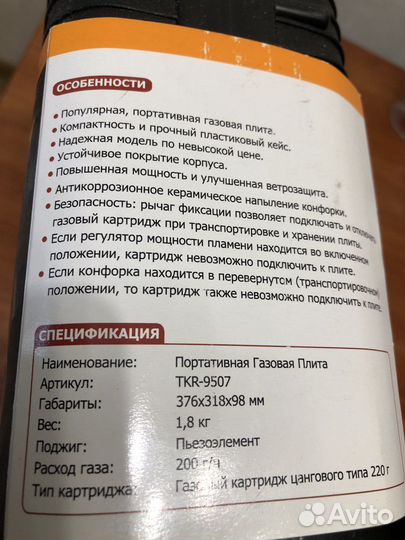 ОСОБЕННОСТИ
• Популярная, портативная газовая плита.
• Компактность и прочный пластиковый кейс.
• Надежная модель по невысокой цене.
• Устойчивое покрытие корпуса.
• Повышенная мощность и улучшенная ветрозащита.
• Антикоррозионное керамическое напыление конфорки.
• Безопасность: рычаг фиксации позволяет подключать и отключать
газовый картридж при транспортировке и хранении плиты.
• Если регулятор мощности пламени находится во включенном
положении, картридж невозможно подключить к плите.
• Если конфорка находится в перевернутом (транспортировочном)
положении, то картридж также невозможно подключить к плите.
СПЕЦИФИКАЦИЯ
Наименование: Портативная Газовая Плита
Артикул: TKR-9507
Габариты: 376x318x98 мм
Вес: 1,8 кг
Поджиг: Пьезоэлемент
Расход газа: 200 г/ч
Тип картриджа: Газовый картридж цангового типа 220 г
Avito